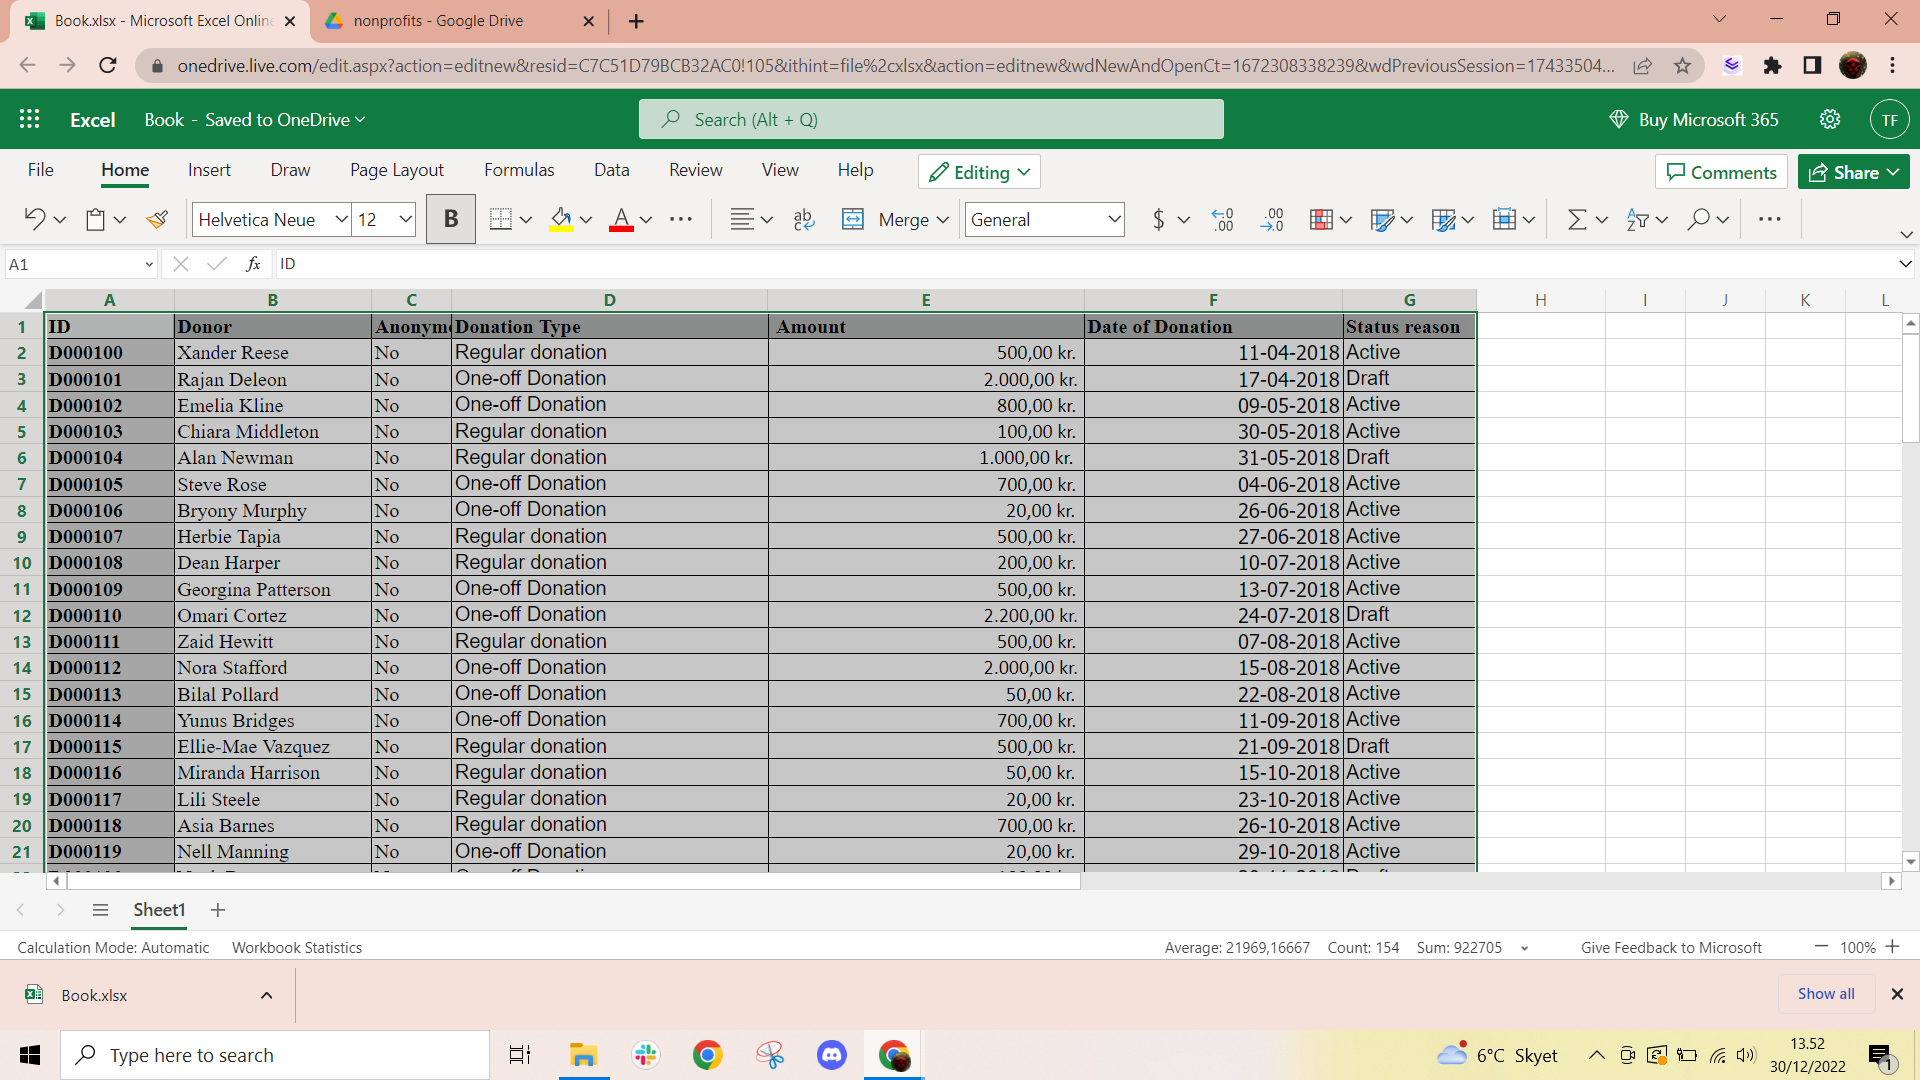 Book.xlsx - Microsoft Excel Online
nonprofits - Google Drive
onedrive.live.com/edit.aspx?action=editnew&resid=C7C51D79BCB32AC0!105&ithint=file%2cxlsx&action=editnew&wdNewAndOpenCt=1672308338239&wdPreviousSession=17433504...
Excel Book - Saved to OneDrive
Search (Alt + Q)
Buy Microsoft 365
TF
File Home Insert Draw Page Layout Formulas Data Review View Help Editing Comments Share
Helvetica Neue 12 B A ab Merge General $
A1 fx ID
A B C D E F G H I J K L
1 ID Donor Anonym Donation Type Amount Date of Donation Status reason
2 D000100 Xander Reese No Regular donation 500,00 kr. 11-04-2018 Active
3 D000101 Rajan Deleon No One-off Donation 2.000,00 kr. 17-04-2018 Draft
4 D000102 Emelia Kline No One-off Donation 800,00 kr. 09-05-2018 Active
5 D000103 Chiara Middleton No Regular donation 100,00 kr. 30-05-2018 Active
6 D000104 Alan Newman No Regular donation 1.000,00 kr. 31-05-2018 Draft
7 D000105 Steve Rose No One-off Donation 700,00 kr. 04-06-2018 Active
8 D000106 Bryony Murphy No One-off Donation 20,00 kr. 26-06-2018 Active
9 D000107 Herbie Tapia No Regular donation 500,00 kr. 27-06-2018 Active
10 D000108 Dean Harper No Regular donation 200,00 kr. 10-07-2018 Active
11 D000109 Georgina Patterson No One-off Donation 500,00 kr. 13-07-2018 Active
12 D000110 Omari Cortez No One-off Donation 2.200,00 kr. 24-07-2018 Draft
13 D000111 Zaid Hewitt No Regular donation 500,00 kr. 07-08-2018 Active
14 D000112 Nora Stafford No One-off Donation 2.000,00 kr. 15-08-2018 Active
15 D000113 Bilal Pollard No One-off Donation 50,00 kr. 22-08-2018 Active
16 D000114 Yunus Bridges No One-off Donation 700,00 kr. 11-09-2018 Active
17 D000115 Ellie-Mae Vazquez No Regular donation 500,00 kr. 21-09-2018 Draft
18 D000116 Miranda Harrison No Regular donation 50,00 kr. 15-10-2018 Active
19 D000117 Lili Steele No Regular donation 20,00 kr. 23-10-2018 Active
20 D000118 Asia Barnes No Regular donation 700,00 kr. 26-10-2018 Active
21 D000119 Nell Manning No One-off Donation 20,00 kr. 29-10-2018 Active
Sheet1
Calculation Mode: Automatic Workbook Statistics Average: 21969,16667 Count: 154 Sum: 922705 Give Feedback to Microsoft 100%
Book.xlsx
Show all
Type here to search
6°C Skyet
13.52
30/12/2022
1